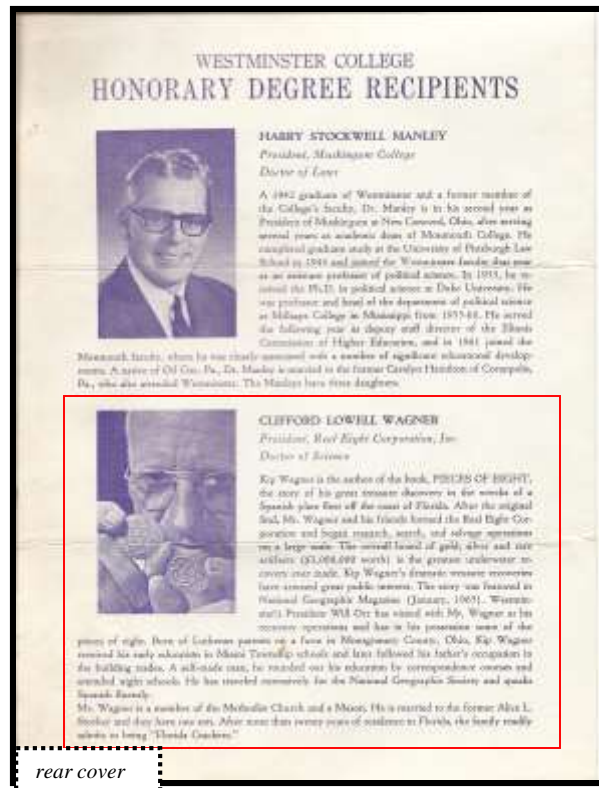 WESTMINSTER COLLEGE
HONORARY DEGREE RECIPIENTS
HARRY STOCKWELL MANLEY
President, Muskingum College
Doctor of Laws
A 1942 graduate of Westminster and a former member of
the College's faculty, Dr. Manley is in his second year as
President of Muskingum at New Concord, Ohio, after serving
several years as academic dean of Monmouth College. He
completed graduate study at the University of Pittsburgh Law
School in 1949 and joined the Westminster faculty that year
as an assistant professor of political science. In 1955, he re-
ceived the Ph.D. in political science at Duke University. He
was professor and head of the department of political science
at Millsaps College in Mississippi from 1955-60. He served
the following year as deputy staff director of the Illinois
Commission of Higher Education, and in 1961 joined the
Monmouth faculty, where he was closely associated with a number of significant educational develop-
ments. A native of Oil City, Pa., Dr. Manley is married to the former Carolyn of Coraopolis,
Pa., who also attended Westminster. The Manleys have three daughters.
CLIFFORD LOWELL WAGNER
President, Real Eight Corporation, Inc.
Doctor of Science
Kip Wagner is the author of the book, PIECES OF EIGHT,
the story of his great treasure discovery in the wrecks of a
Spanish plate fleet off the coast of Florida. After the original
find, Mr. Wagner and his friends formed the Real Eight Cor-
poration and began research, search, and salvage operations
on a large scale. The overall hoard of gold, silver and rare
artifacts ($3,000,000 worth) is the greatest underwater re-
covery ever made. Kip Wagner's dramatic treasure recoveries
have aroused great public interest. The story was featured in
National Geographic Magazine (January, 1965). Westmin-
ster's President Will Orr has visited with Mr. Wagner at his
recovery operations and has in his possession some of the
pieces of eight. Born of Lutheran parents on a farm in Montgomery County, Ohio, Kip Wagner
received his early education in Miami Township schools and later followed his father's occupation in
the building trades. A self-made man, he rounded out his education by correspondence courses and
attended night schools. He has traveled extensively for the National Geographic Society and speaks
Spanish fluently.
Mr. Wagner is a member of the Methodist Church and a Mason. He is married to the former Alice L.
and they have one son. After more than twenty years of residence in Florida, the family readily
admits to being "Florida Crackers."
rear cover